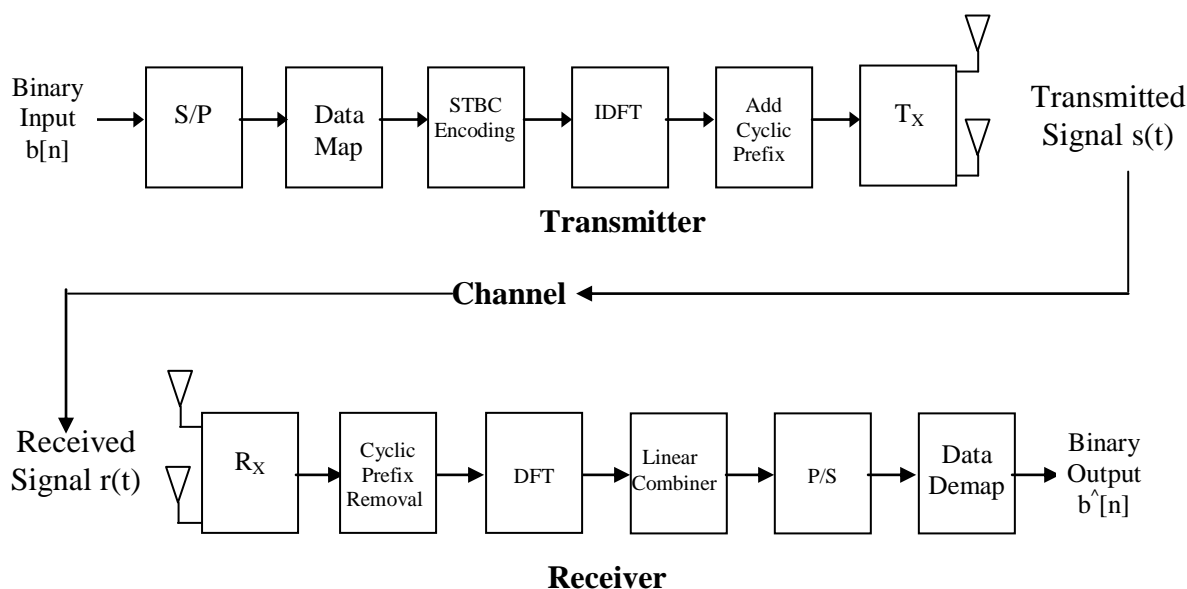 Binary
Input
b[n]
S/P
Data
Map
STBC
Encoding
IDFT
Add
Cyclic
Prefix
TX
Transmitted
Signal s(t)
Transmitter
Channel
Received
Signal r(t)
RX
Cyclic
Prefix
Removal
DFT
Linear
Combiner
P/S
Data
Demap
Binary
Output
b^[n]
Receiver